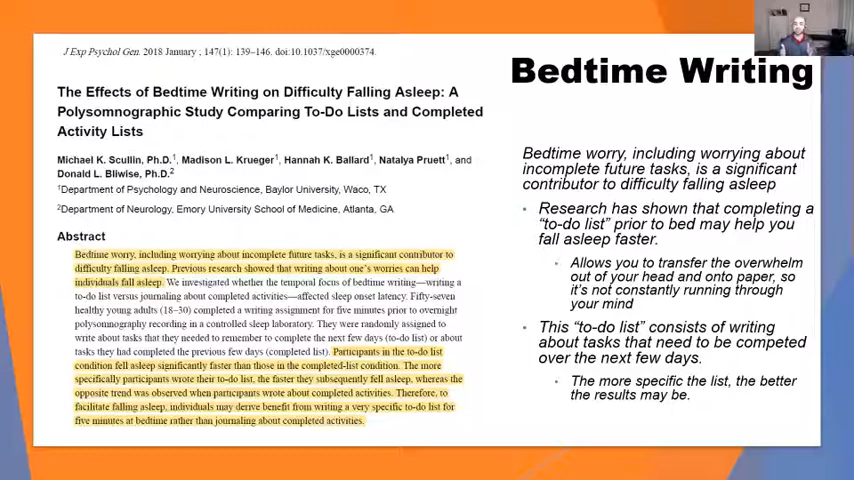 J Exp Psychol Gen. 2018 January ; 147(1): 139–146. doi:10.1037/xge0000374.
The Effects of Bedtime Writing on Difficulty Falling Asleep: A
Polysomnographic Study Comparing To-Do Lists and Completed
Activity Lists
Michael K. Scullin, Ph.D.1, Madison L. Krueger1, Hannah K. Ballard1, Natalya Pruett1, and
Donald L. Bliwise, Ph.D.2
1Department of Psychology and Neuroscience, Baylor University, Waco, TX
2Department of Neurology, Emory University School of Medicine, Atlanta, GA
Abstract
Bedtime worry, including worrying about incomplete future tasks, is a significant contributor to
difficulty falling asleep. Previous research showed that writing about one's worries can help
individuals fall asleep. We investigated whether the temporal focus of bedtime writing—writing a
to-do list versus journaling about completed activities—affected sleep onset latency. Fifty-seven
healthy young adults (18–30) completed a writing assignment for five minutes prior to overnight
polysomnography recording in a controlled sleep laboratory. They were randomly assigned to
write about tasks that they needed to remember to complete the next few days (to-do list) or about
tasks they had completed the previous few days (completed list). Participants in the to-do list
condition fell asleep significantly faster than those in the completed-list condition. The more
specifically participants wrote their to-do list, the faster they subsequently fell asleep, whereas the
opposite trend was observed when participants wrote about completed activities. Therefore, to
facilitate falling asleep, individuals may derive benefit from writing a very specific to-do list for
five minutes at bedtime rather than journaling about completed activities.
Bedtime Writing
Bedtime worry, including worrying about
incomplete future tasks, is a significant
contributor to difficulty falling asleep
• Research has shown that completing a
"to-do list" prior to bed may help you
fall asleep faster.
• Allows you to transfer the overwhelm
out of your head and onto paper, so
it's not constantly running through
your mind
• This "to-do list" consists of writing
about tasks that need to be competed
over the next few days.
• The more specific the list, the better
the results may be.